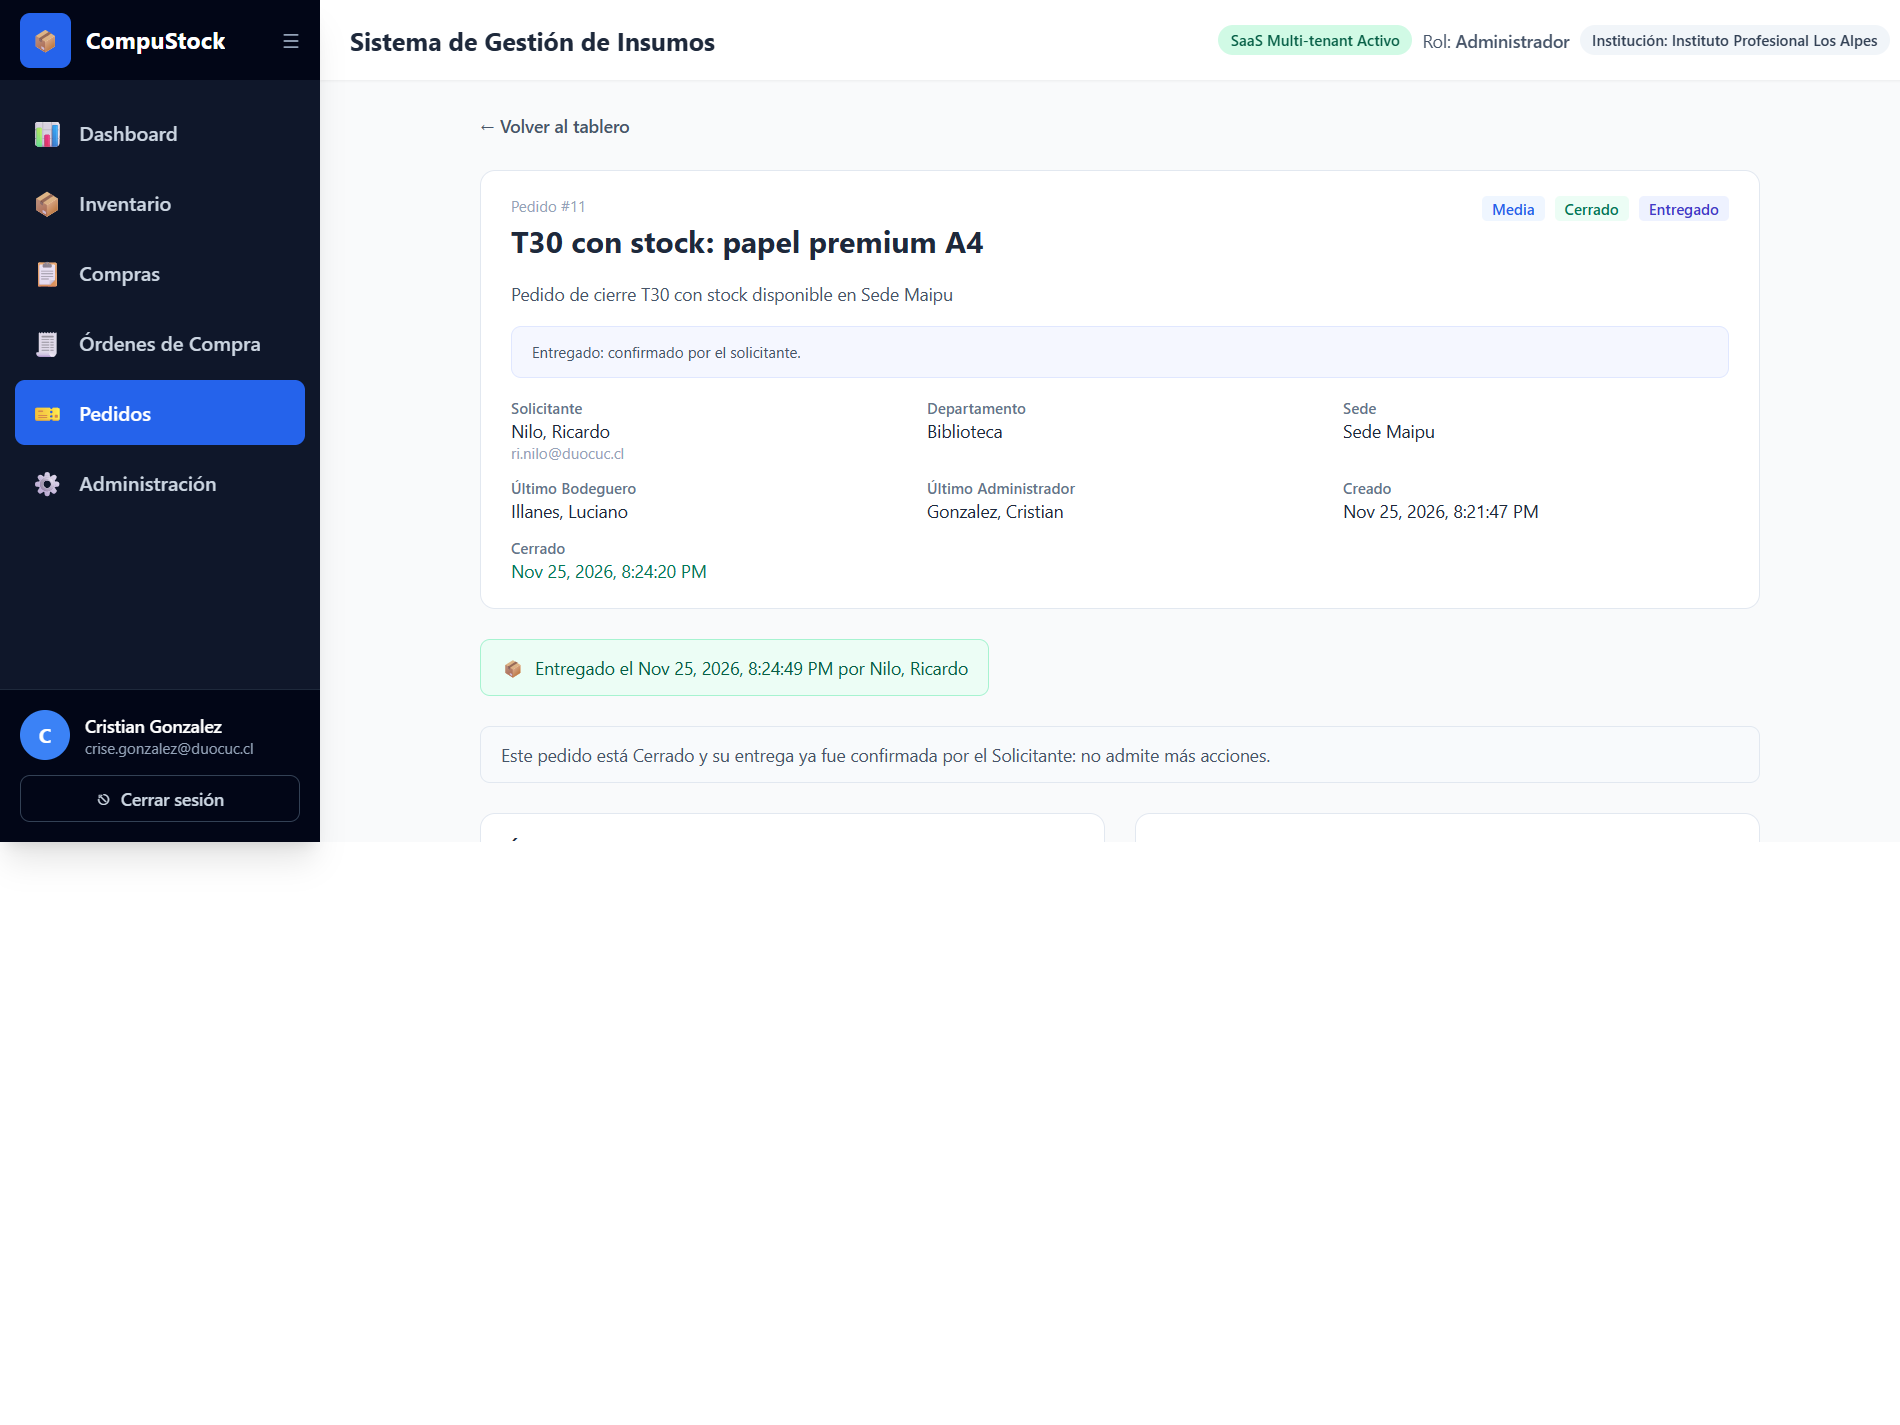 CompuStock
Sistema de Gestión de Insumos
SaaS Multi-tenant Activo
Rol: Administrador
Institución: Instituto Profesional Los Alpes
Dashboard
Inventario
Compras
Órdenes de Compra
Pedidos
Administración
Cristian Gonzalez
C
crise.gonzalez@duocuc.cl
Cerrar sesión
← Volver al tablero
Pedido #11
Media
Cerrado
Entregado
T30 con stock: papel premium A4
Pedido de cierre T30 con stock disponible en Sede Maipu
Entregado: confirmado por el solicitante.
Solicitante
Nilo, Ricardo
ri.nilo@duocuc.cl
Departamento
Biblioteca
Sede
Sede Maipu
Último Bodeguero
Illanes, Luciano
Último Administrador
Gonzalez, Cristian
Creado
Nov 25, 2026, 8:21:47 PM
Cerrado
Nov 25, 2026, 8:24:20 PM
Entregado el Nov 25, 2026, 8:24:49 PM por Nilo, Ricardo
Este pedido está Cerrado y su entrega ya fue confirmada por el Solicitante: no admite más acciones.